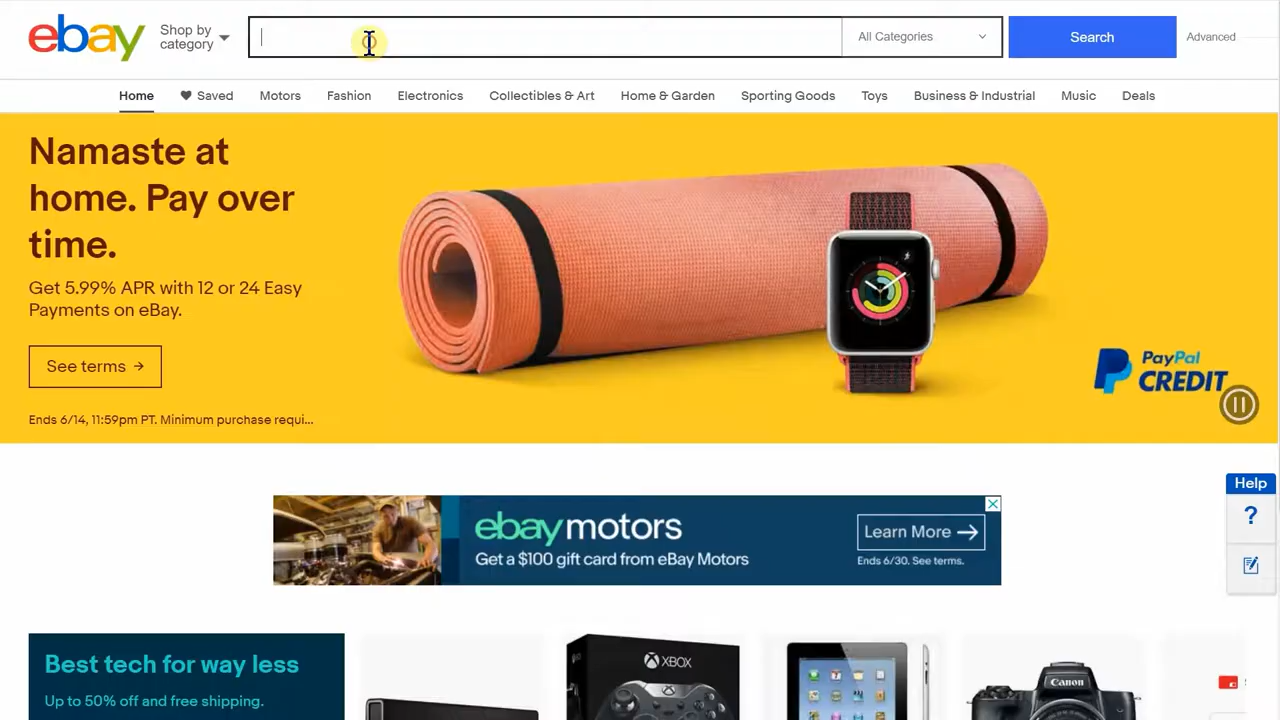 ebay
Shop by
category
All Categories
Search
Advanced
Home
Saved
Motors
Fashion
Electronics
Collectibles & Art
Home & Garden
Sporting Goods
Toys
Business & Industrial
Music
Deals
Namaste at
home. Pay over
time.
Get 5.99% APR with 12 or 24 Easy
Payments on eBay.
See terms →
Ends 6/14, 11:59pm PT. Minimum purchase requi...
PayPal
CREDIT
Help
?
ebay motors
Get a $100 gift card from eBay Motors
Learn More →
Ends 6/30. See terms.
Best tech for way less
Up to 50% off and free shipping.
XBOX
Canon